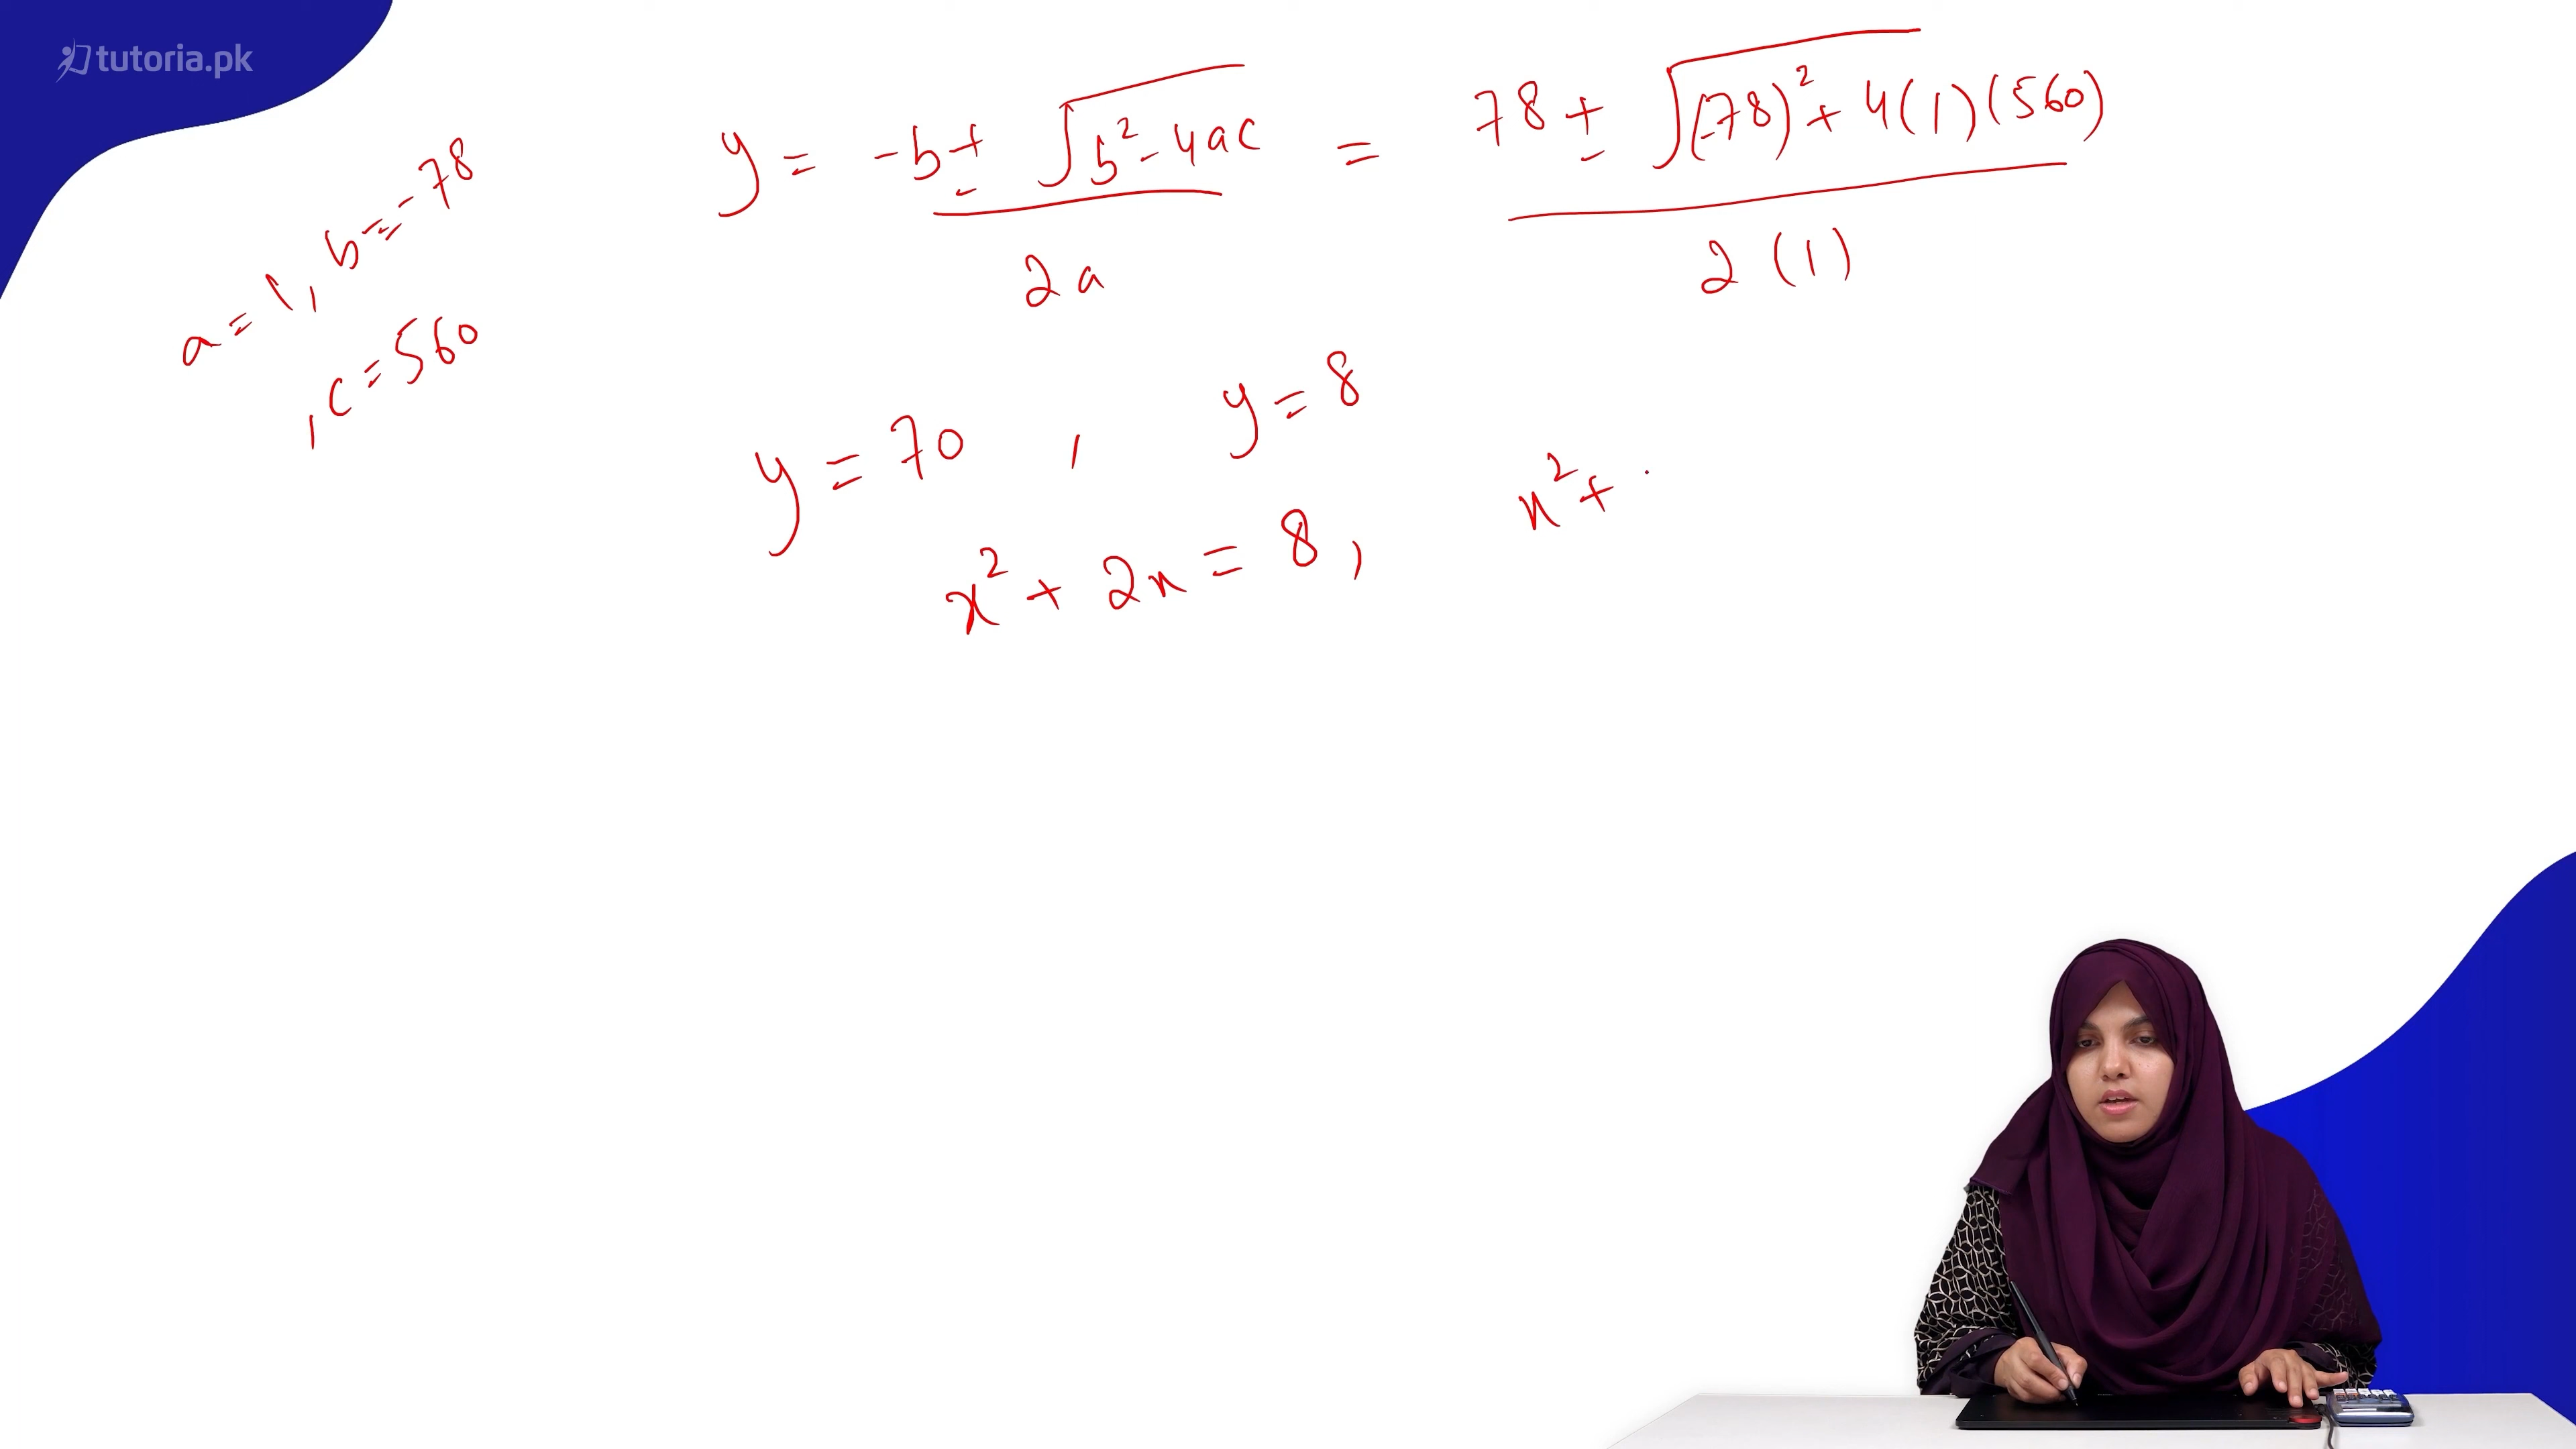 tutoria.pk
y = -b ± √(b² - 4ac) / 2a = 78 ± √((-78)² + 4(1)(560)) / 2(1)
a = 1, b = -78
, c = 560
y = 70 , y = 8
x² + 2x = 8, x² +